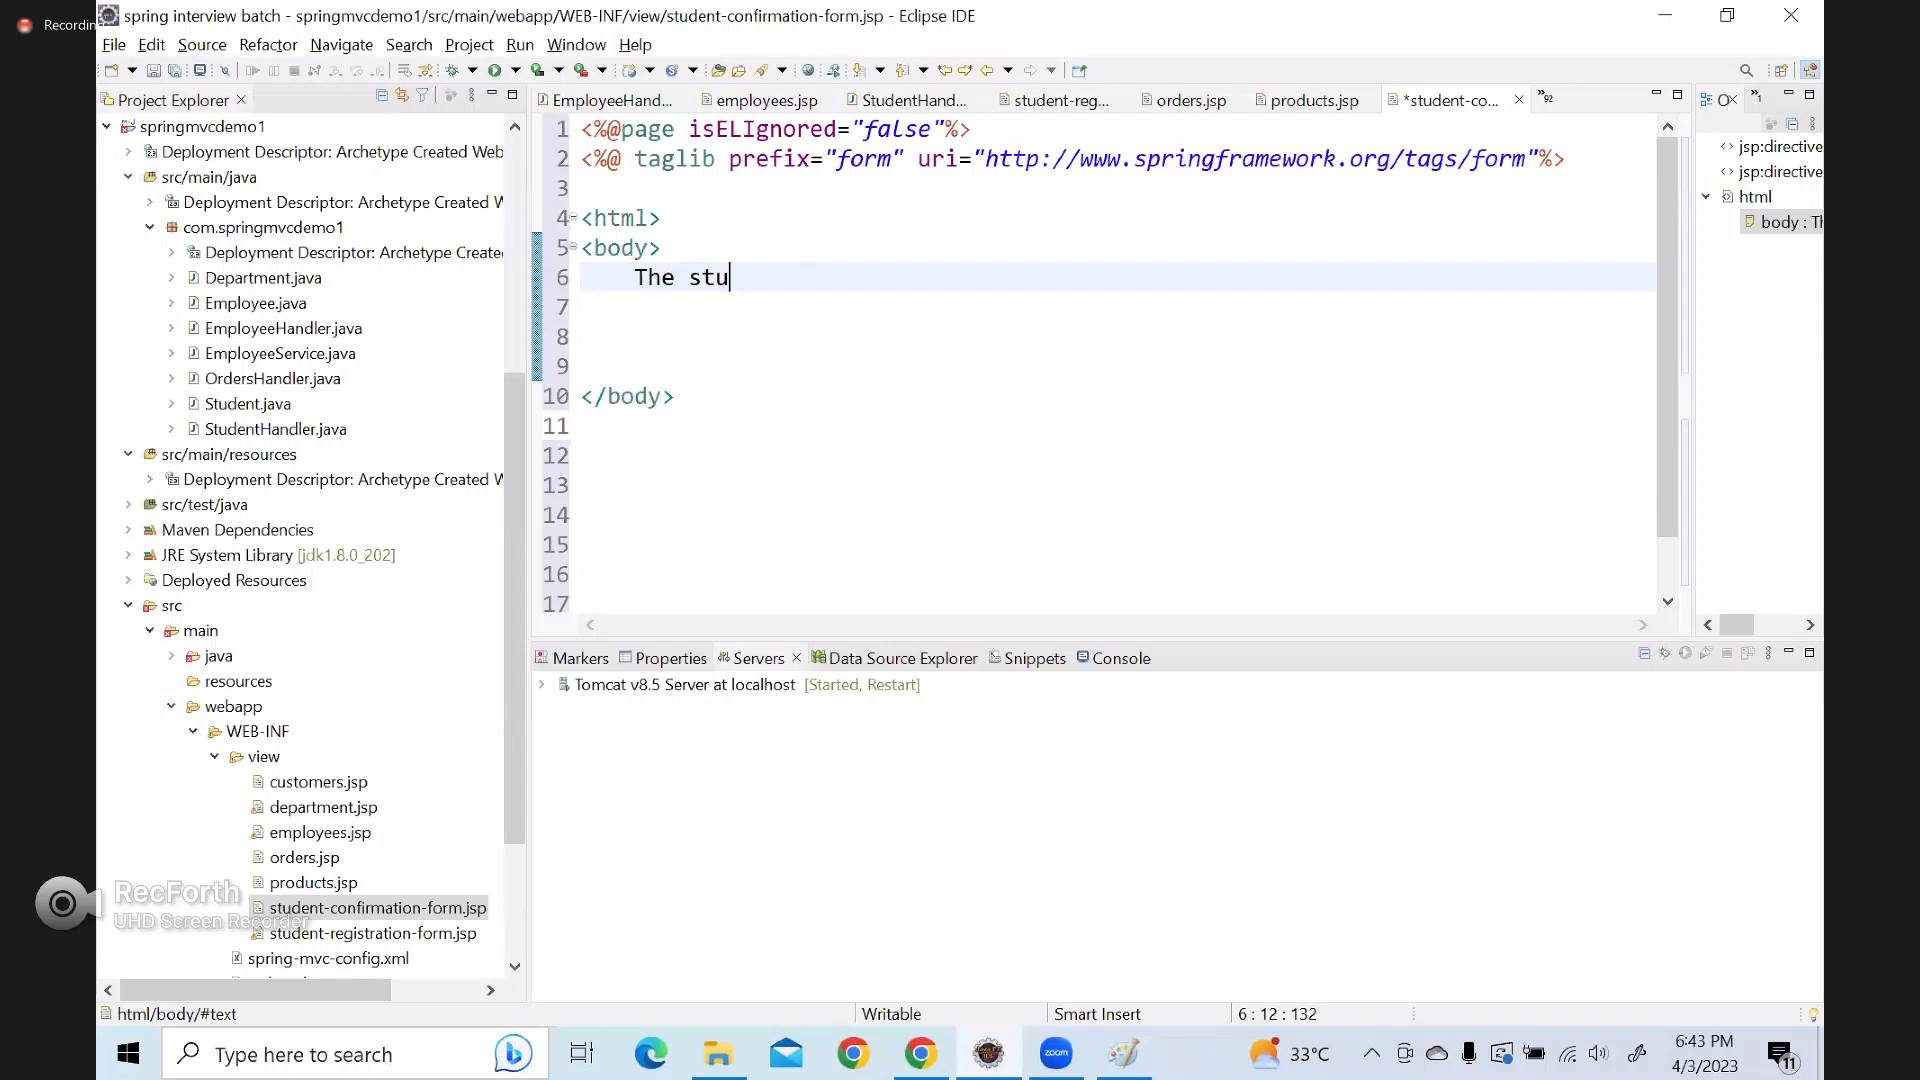 Recordin
spring interview batch - springmvcdemo1/src/main/webapp/WEB-INF/view/student-confirmation-form.jsp - Eclipse IDE
File Edit Source Refactor Navigate Search Project Run Window Help
Project Explorer
EmployeeHand... employees.jsp StudentHand... student-reg... orders.jsp products.jsp *student-co... »92
»1
springmvcdemo1
Deployment Descriptor: Archetype Created Web
src/main/java
Deployment Descriptor: Archetype Created W
com.springmvcdemo1
Deployment Descriptor: Archetype Create
Department.java
Employee.java
EmployeeHandler.java
EmployeeService.java
OrdersHandler.java
Student.java
StudentHandler.java
src/main/resources
Deployment Descriptor: Archetype Created W
src/test/java
Maven Dependencies
JRE System Library [jdk1.8.0_202]
Deployed Resources
src
main
java
resources
webapp
WEB-INF
view
customers.jsp
department.jsp
employees.jsp
orders.jsp
products.jsp
student-confirmation-form.jsp
student-registration-form.jsp
spring-mvc-config.xml
1 <%@page isELIgnored="false"%>
2 <%@ taglib prefix="form" uri="http://www.springframework.org/tags/form"%>
3
4 <html>
5 <body>
6 The stu
7
8
9
10 </body>
11
12
13
14
15
16
17
jsp:directive
jsp:directive
html
body : Th
Markers Properties Servers Data Source Explorer Snippets Console
Tomcat v8.5 Server at localhost [Started, Restart]
RecForth
UHD Screen Recorder
html/body/#text Writable Smart Insert 6 : 12 : 132
Type here to search
zoom
33°C
6:43 PM
4/3/2023
11